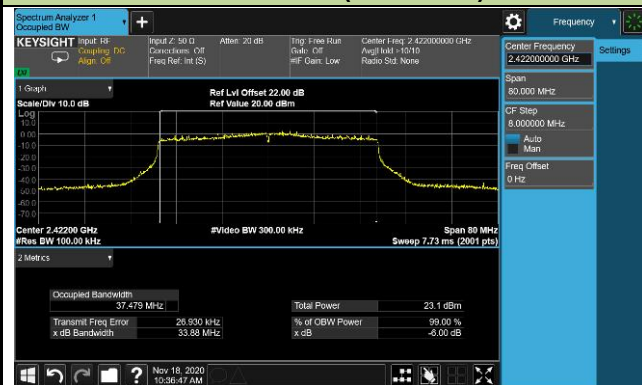 Spectrum Analyzer 1
Occupied BW
Frequency
KEYSIGHT
Input: RF
Coupling: DC
Align: Off
Input Z: 50 Ω
Corrections: Off
Freq Ref: Int (S)
Atten: 20 dB
Trig: Free Run
Gate: Off
#IF Gain: Low
Center Freq: 2.422000000 GHz
Avg|Hold >10/10
Radio Std: None
Center Frequency
2.422000000 GHz
Settings
Span
80.000 MHz
CF Step
8.000000 MHz
Auto
Man
Freq Offset
0 Hz
1 Graph
Scale/Div 10.0 dB
Ref Lvl Offset 22.00 dB
Ref Value 20.00 dBm
Log
10.0
0.00
-10.0
-20.0
-30.0
-40.0
-50.0
-60.0
-70.0
Center 2.42200 GHz
#Video BW 300.00 kHz
Span 80 MHz
#Res BW 100.00 kHz
Sweep 7.73 ms (2001 pts)
2 Metrics
Occupied Bandwidth
37.479 MHz
Total Power 23.1 dBm
Transmit Freq Error 26.930 kHz
% of OBW Power 99.00 %
x dB Bandwidth 33.88 MHz
x dB -6.00 dB
?
Nov 18, 2020
10:36:47 AM